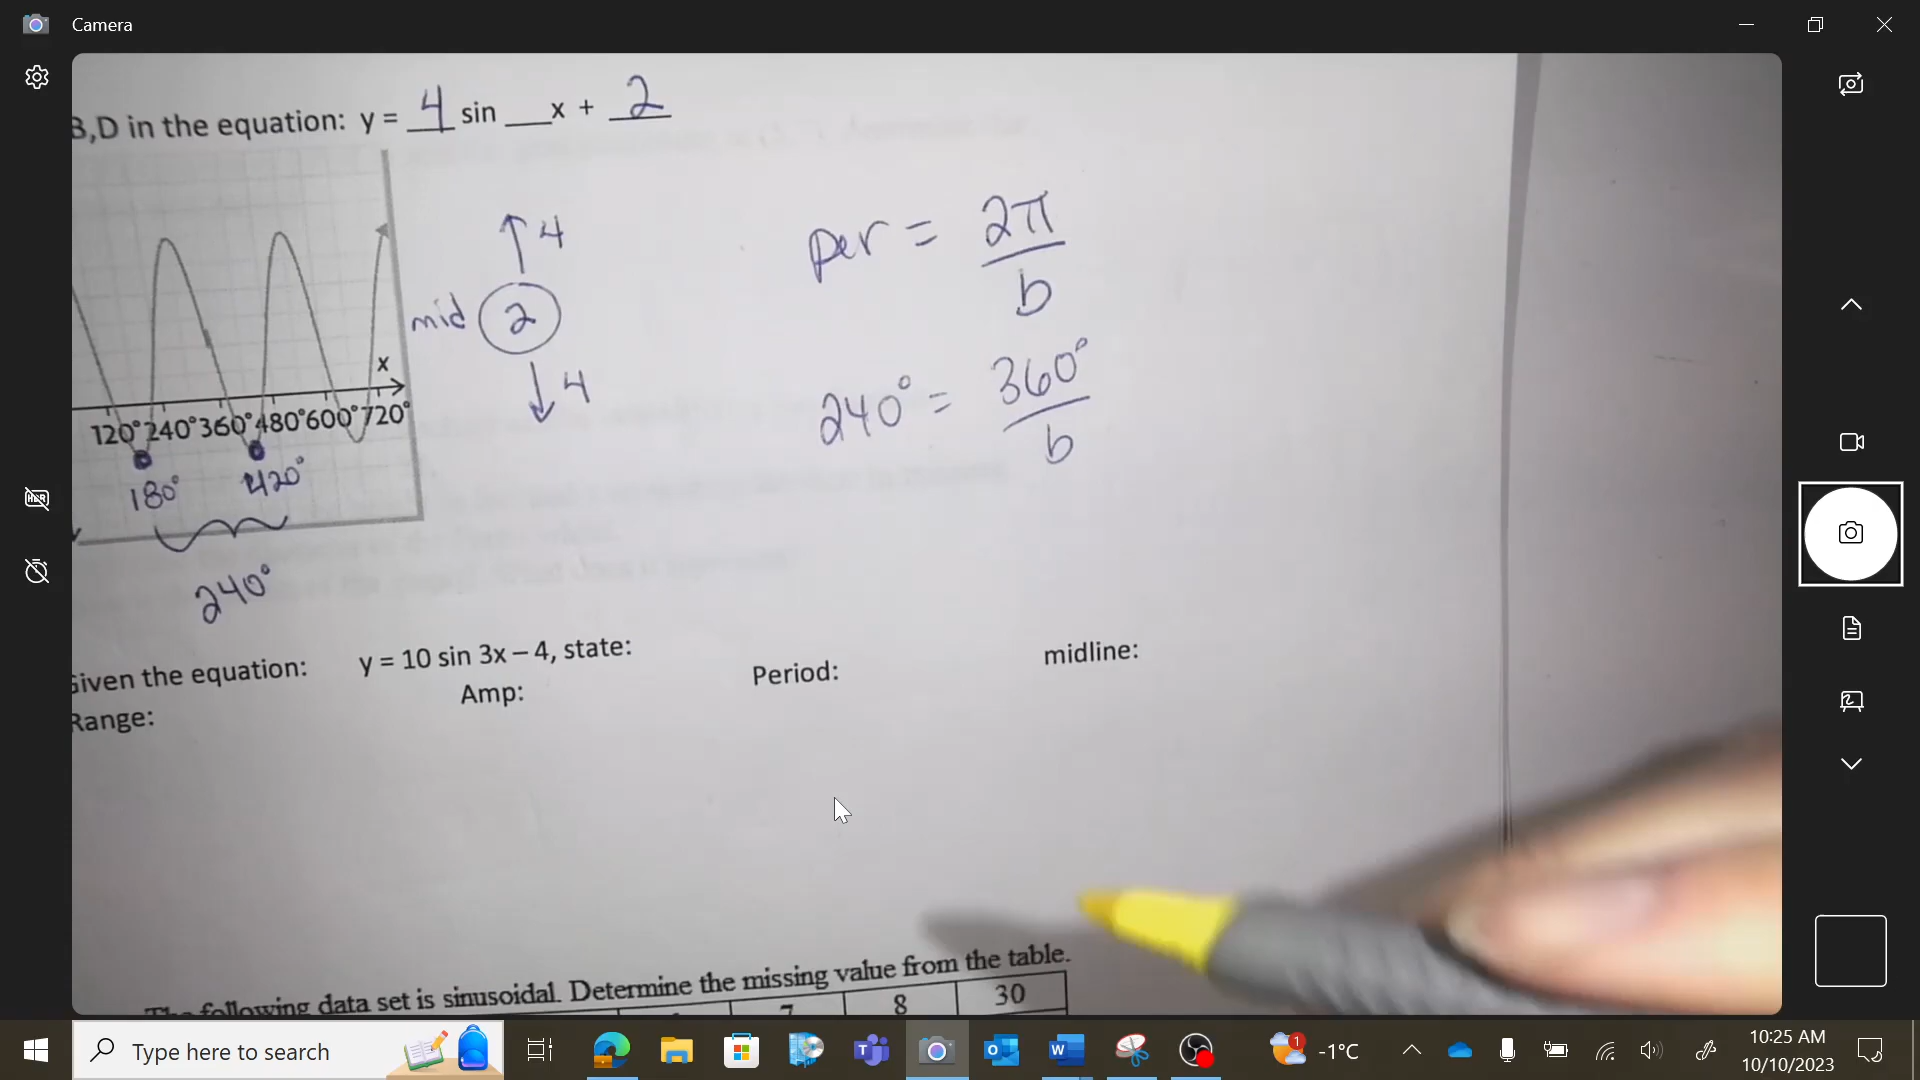 Camera
B,D in the equation: y = 4 sin ___x + 2
4
per = 2π
b
mid 2
x
4
240° = 360°
b
120° 240° 360° 480° 600° 720°
180° 420°
240°
Given the equation: y = 10 sin 3x – 4, state:
Amp: Period: midline:
Range:
The following data set is sinusoidal. Determine the missing value from the table.
7 8 30
Type here to search
1 -1°C
10:25 AM
10/10/2023